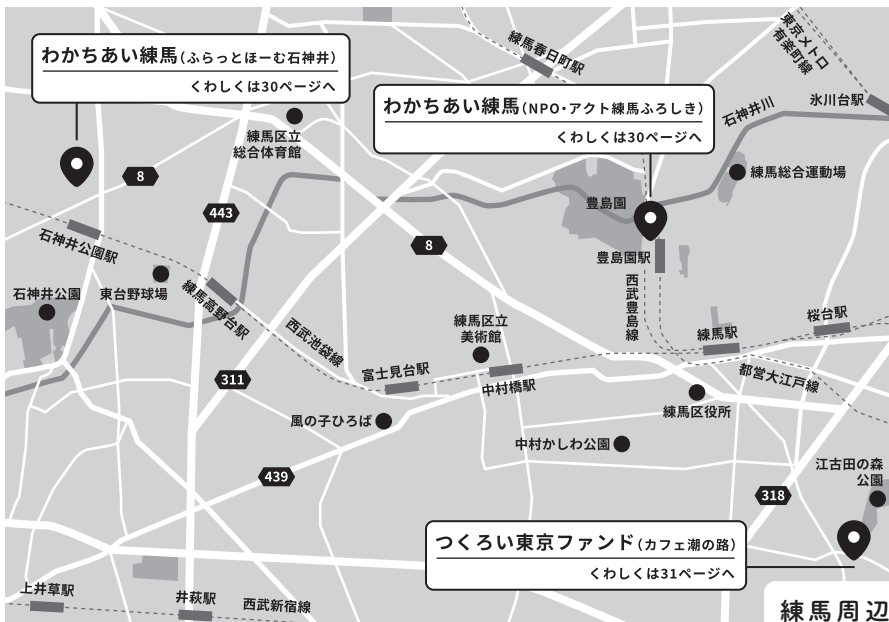 わかちあい練馬(ふらっとほーむ石神井)
くわしくは30ページへ
練馬春日町駅
東京メトロ
有楽町線
氷川台駅
わかちあい練馬(NPO・アクト練馬ふろしき)
くわしくは30ページへ
石神井川
練馬区立
総合体育館
8
練馬総合運動場
443
豊島園
石神井公園駅
8
豊島園駅
西武豊島線
石神井公園
東台野球場
練馬高野台駅
西武池袋線
練馬区立
美術館
練馬駅
桜台駅
富士見台駅
311
中村橋駅
都営大江戸線
練馬区役所
風の子ひろば
中村かしわ公園
439
江古田の森
公園
318
つくろい東京ファンド(カフェ潮の路)
くわしくは31ページへ
上井草駅
井荻駅
西武新宿線
練馬周辺